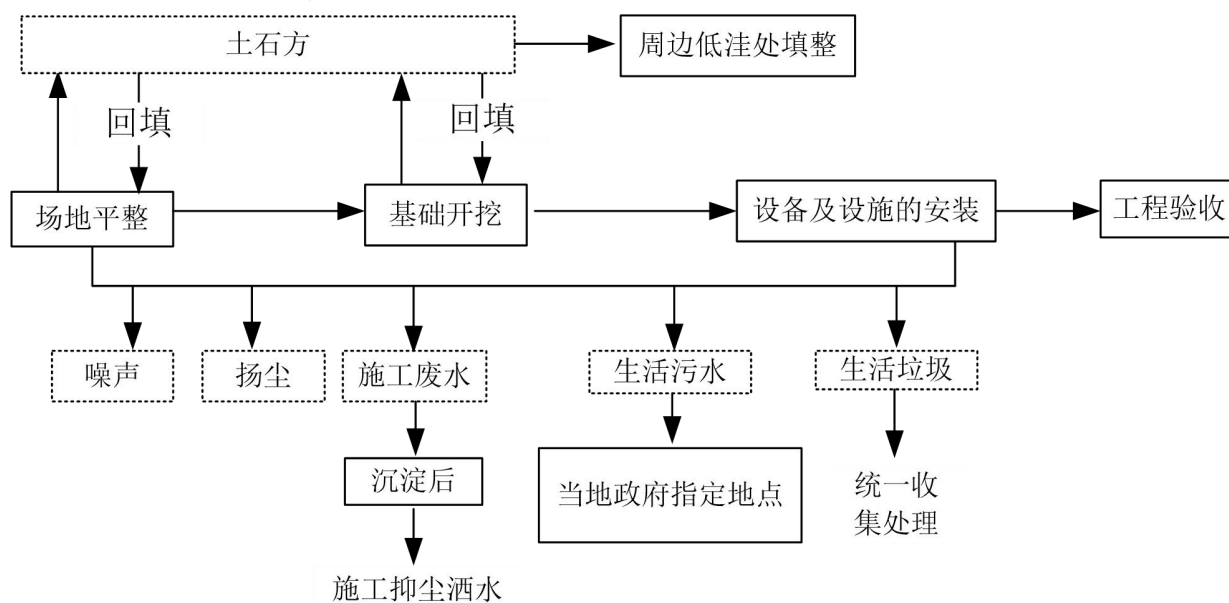 土石方
周边低洼处填整
回填
回填
场地平整
基础开挖
设备及设施的安装
工程验收
噪声
扬尘
施工废水
生活污水
生活垃圾
沉淀后
当地政府指定地点
统一收
集处理
施工抑尘洒水